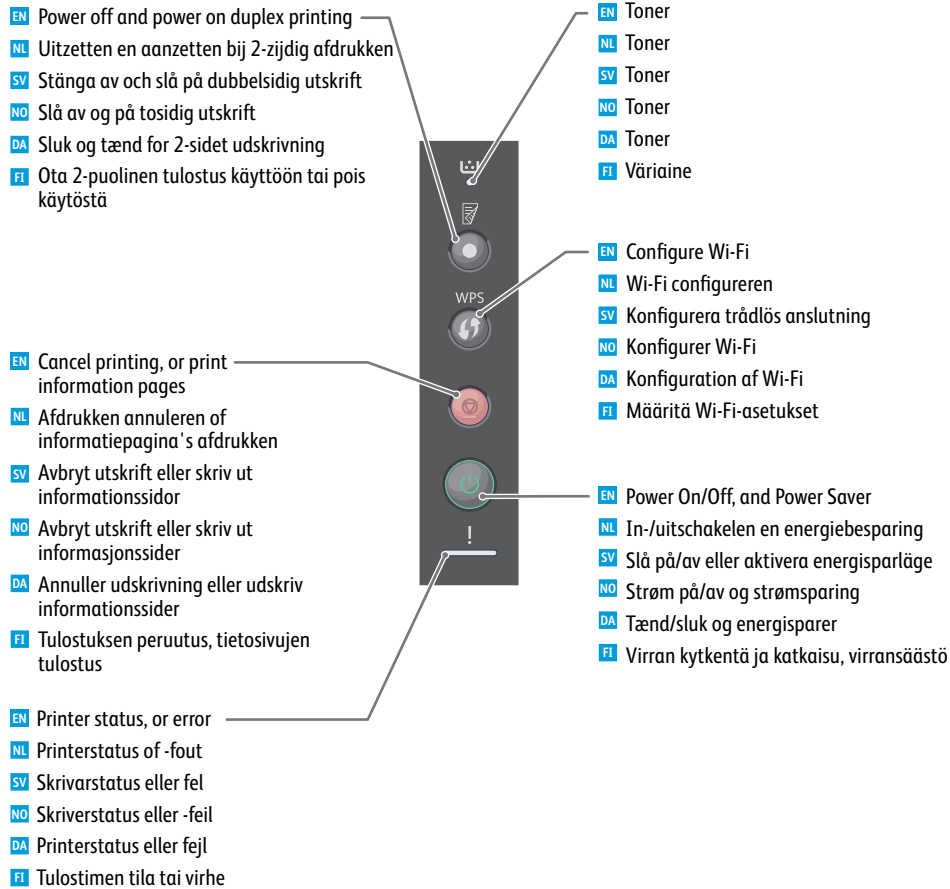 EN Power off and power on duplex printing
NL Uitzetten en aanzetten bij 2-zijdig afdrukken
SV Stänga av och slå på dubbelsidig utskrift
NO Slå av og på tosidig utskrift
DA Sluk og tænd for 2-sidet udskrivning
FI Ota 2-puolinen tulostus käyttöön tai pois
käytöstä
EN Toner
NL Toner
SV Toner
NO Toner
DA Toner
FI Väriaine
WPS
!
EN Configure Wi-Fi
NL Wi-Fi configureren
SV Konfigurera trådlös anslutning
NO Konfigurer Wi-Fi
DA Konfiguration af Wi-Fi
FI Määritä Wi-Fi-asetukset
EN Cancel printing, or print
information pages
NL Afdrukken annuleren of
informatiepagina's afdrukken
SV Avbryt utskrift eller skriv ut
informationssidor
NO Avbryt utskrift eller skriv ut
informasjonssider
DA Annuller udskrivning eller udskriv
informationssider
FI Tulostuksen peruutus, tietosivujen
tulostus
EN Power On/Off, and Power Saver
NL In-/uitschakelen en energiebesparing
SV Slå på/av eller aktivera energisparläge
NO Strøm på/av og strømsparing
DA Tænd/sluk og energisparer
FI Virran kytkentä ja katkaisu, virransäästö
EN Printer status, or error
NL Printerstatus of -fout
SV Skrivarstatus eller fel
NO Skriverstatus eller -feil
DA Printerstatus eller fejl
FI Tulostimen tila tai virhe